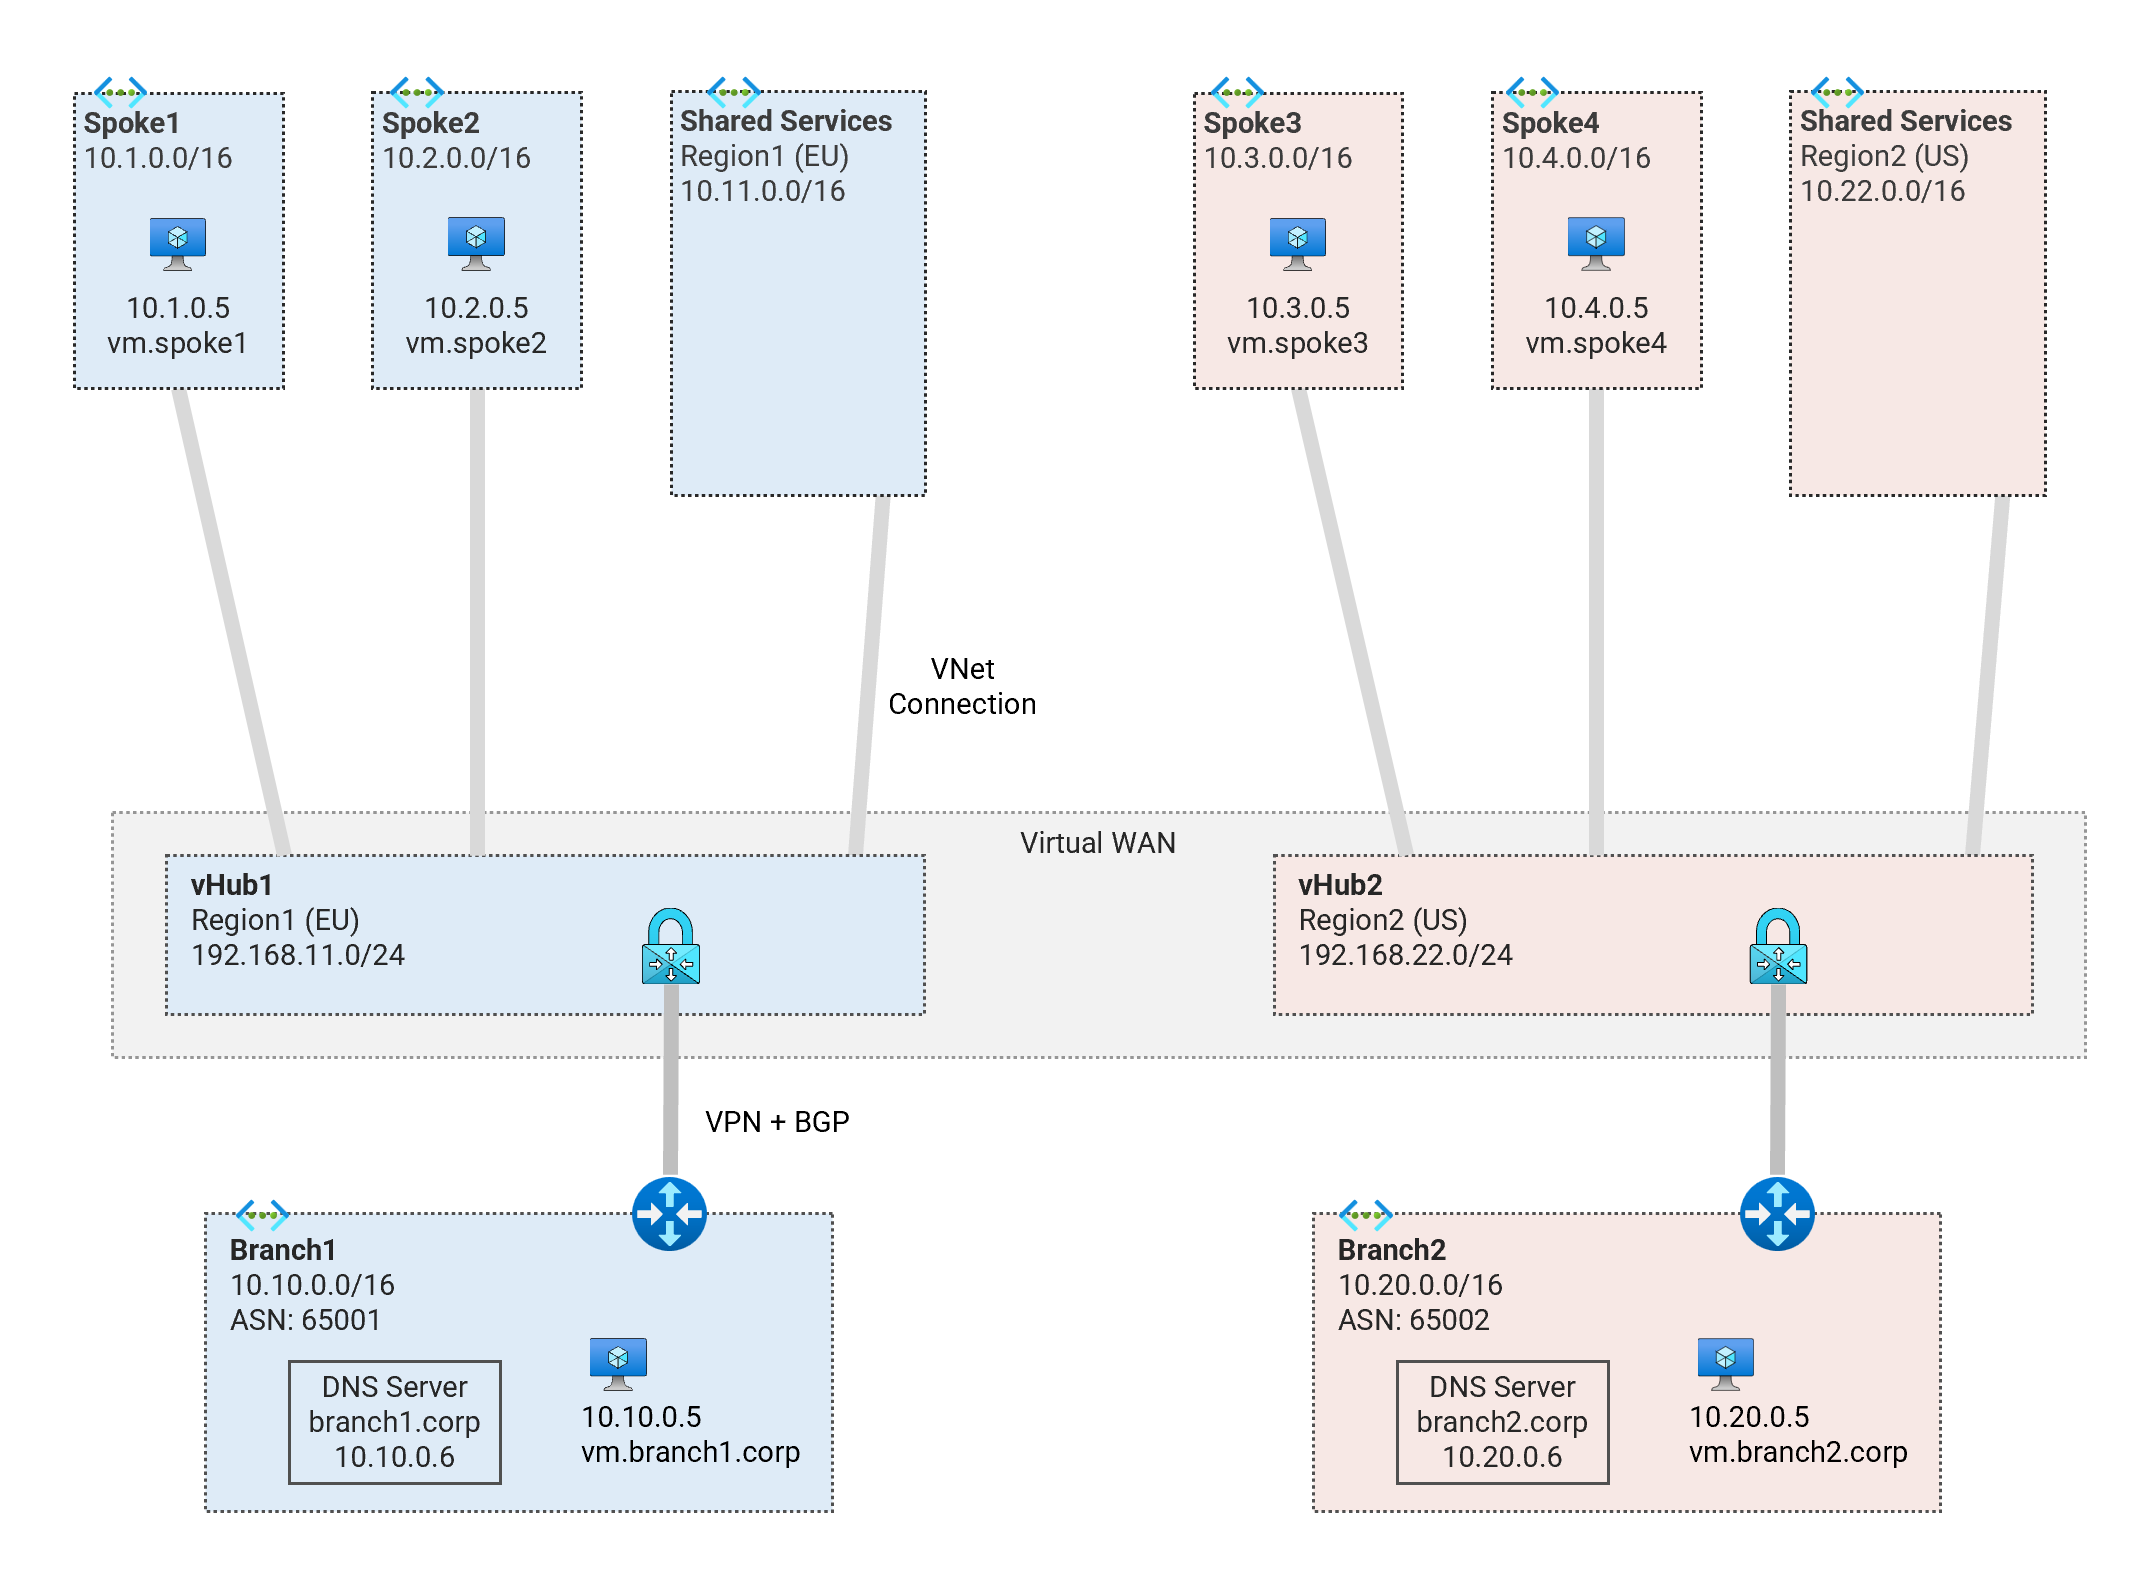 Spoke1
10.1.0.0/16
10.1.0.5
vm.spoke1
Spoke2
10.2.0.0/16
10.2.0.5
vm.spoke2
Shared Services
Region1 (EU)
10.11.0.0/16
Spoke3
10.3.0.0/16
10.3.0.5
vm.spoke3
Spoke4
10.4.0.0/16
10.4.0.5
vm.spoke4
Shared Services
Region2 (US)
10.22.0.0/16
VNet
Connection
Virtual WAN
vHub1
Region1 (EU)
192.168.11.0/24
vHub2
Region2 (US)
192.168.22.0/24
VPN + BGP
Branch1
10.10.0.0/16
ASN: 65001
DNS Server
branch1.corp
10.10.0.6
10.10.0.5
vm.branch1.corp
Branch2
10.20.0.0/16
ASN: 65002
DNS Server
branch2.corp
10.20.0.6
10.20.0.5
vm.branch2.corp